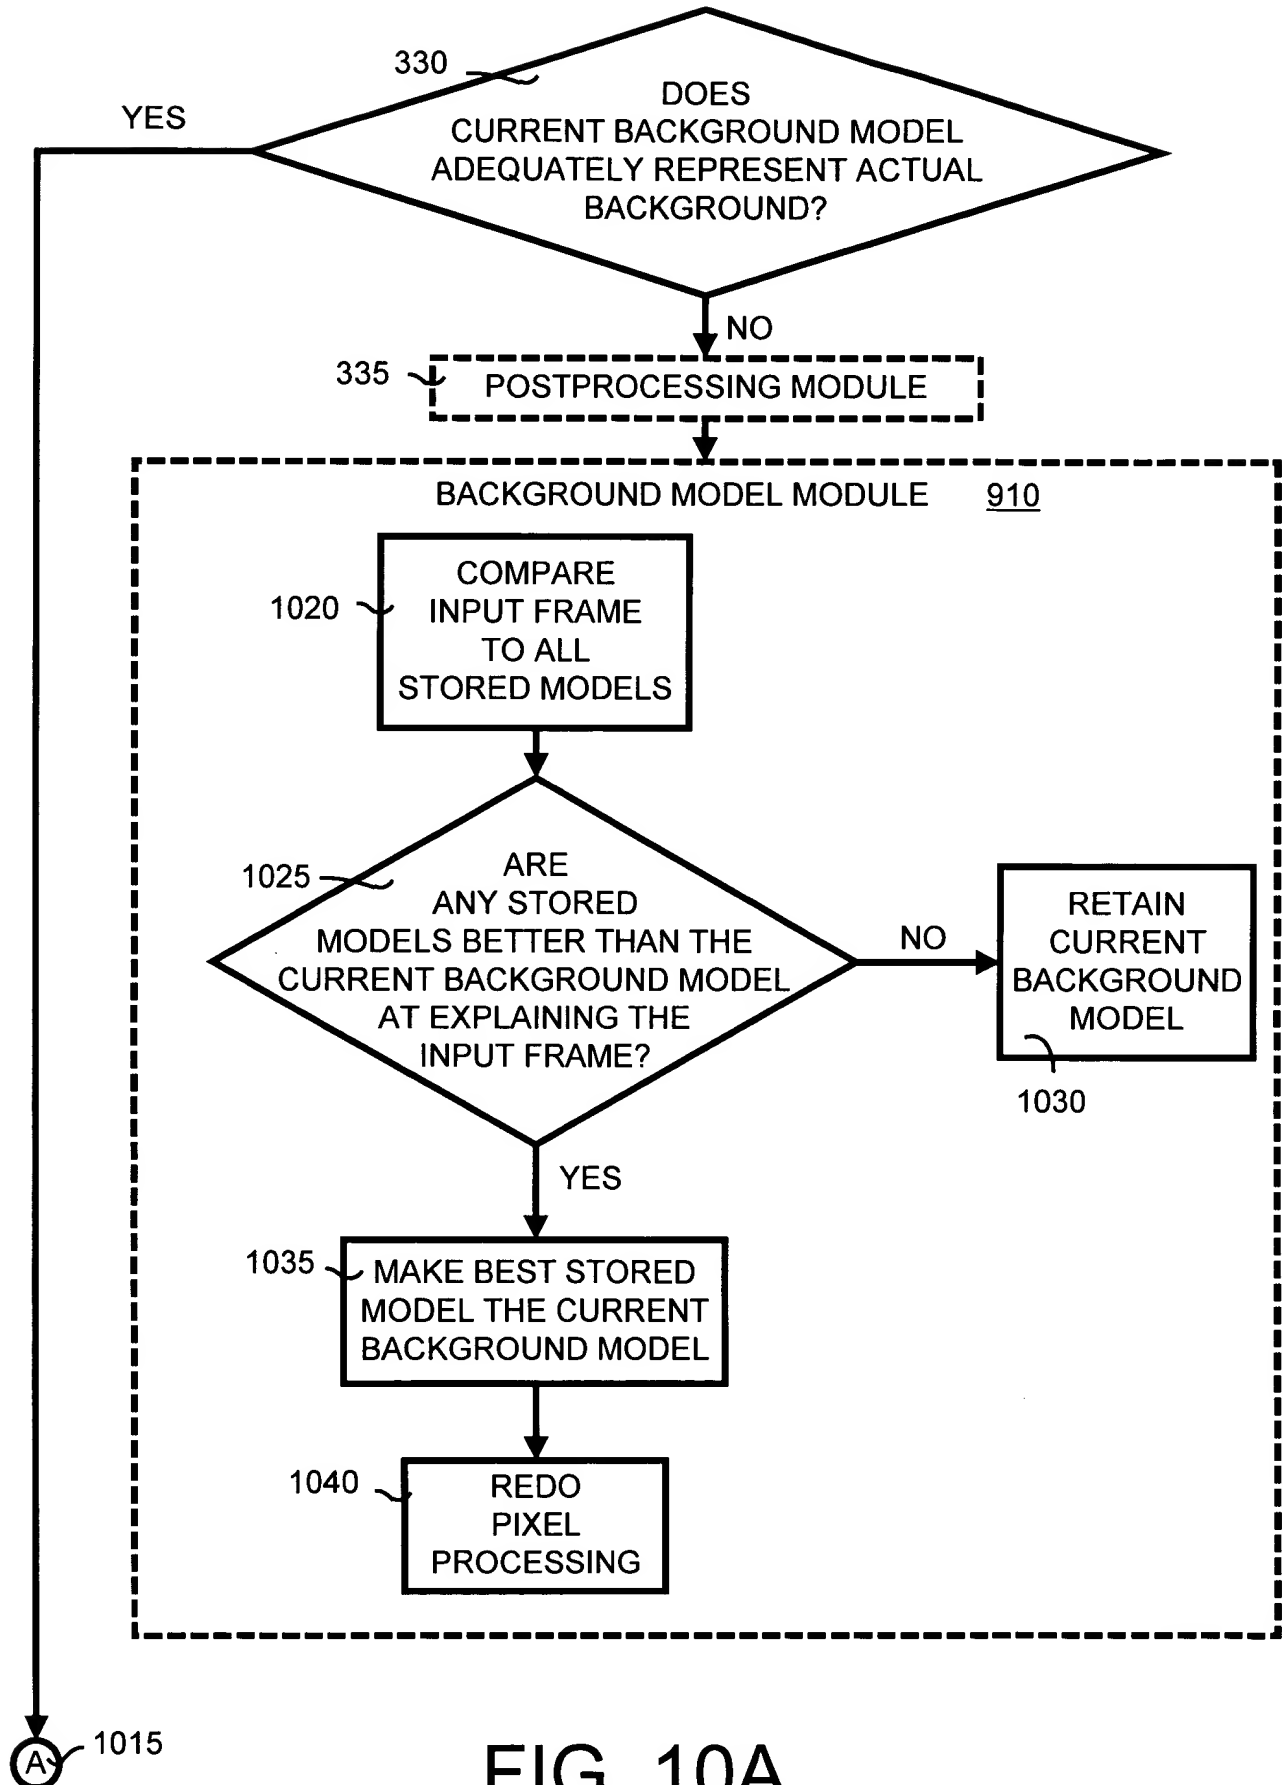 330
DOES
CURRENT BACKGROUND MODEL
ADEQUATELY REPRESENT ACTUAL
BACKGROUND?
YES
NO
335
POSTPROCESSING MODULE
BACKGROUND MODEL MODULE 910
1020
COMPARE
INPUT FRAME
TO ALL
STORED MODELS
1025
ARE
ANY STORED
MODELS BETTER THAN THE
CURRENT BACKGROUND MODEL
AT EXPLAINING THE
INPUT FRAME?
NO
RETAIN
CURRENT
BACKGROUND
MODEL
1030
YES
1035
MAKE BEST STORED
MODEL THE CURRENT
BACKGROUND MODEL
1040
REDO
PIXEL
PROCESSING
A
1015
FIG. 10A